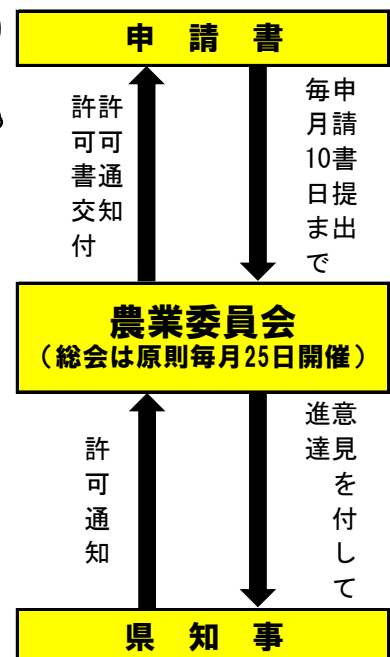 申請書
申請書提出
毎月10日まで
許可通知
許可書交付
農業委員会
（総会は原則毎月25日開催）
意見を付して
進達
許可通知
県知事